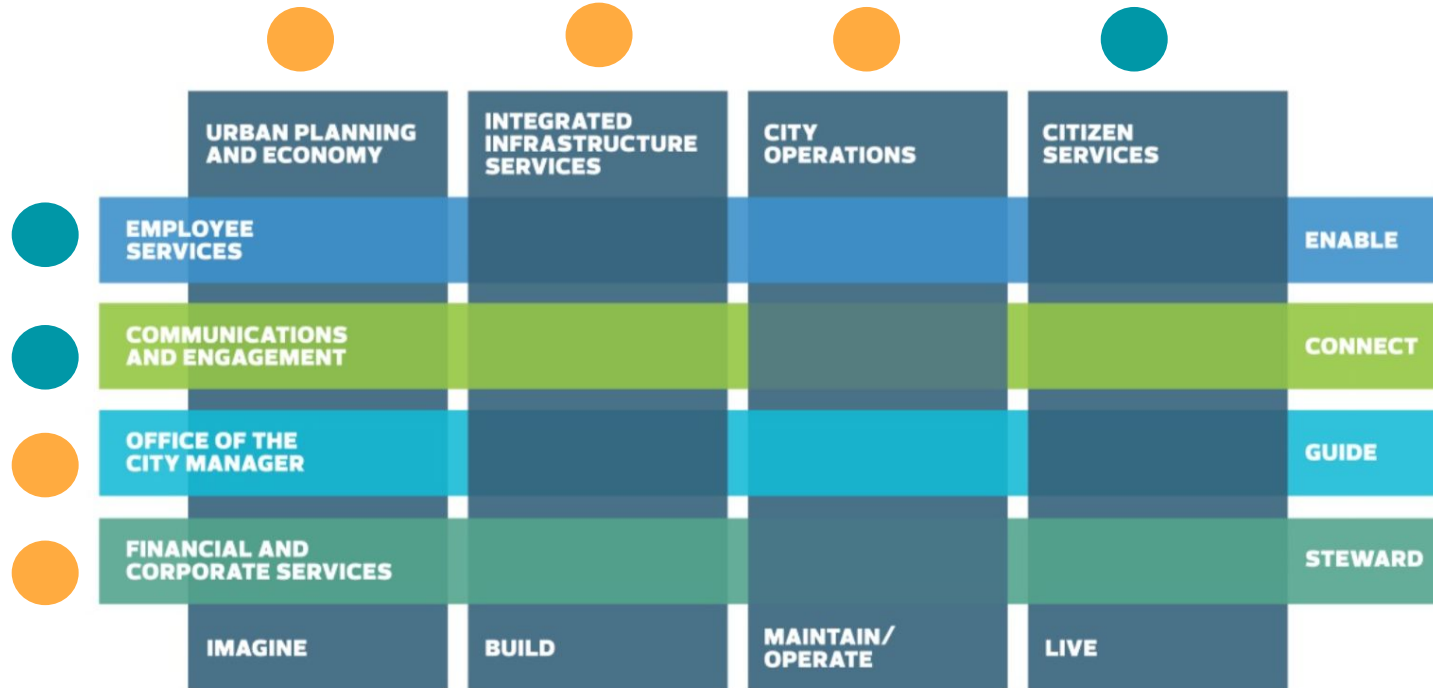 URBAN PLANNING
AND ECONOMY
INTEGRATED
INFRASTRUCTURE
SERVICES
CITY
OPERATIONS
CITIZEN
SERVICES
EMPLOYEE
SERVICES
ENABLE
COMMUNICATIONS
AND ENGAGEMENT
CONNECT
OFFICE OF THE
CITY MANAGER
GUIDE
FINANCIAL AND
CORPORATE SERVICES
STEWARD
IMAGINE
BUILD
MAINTAIN/
OPERATE
LIVE